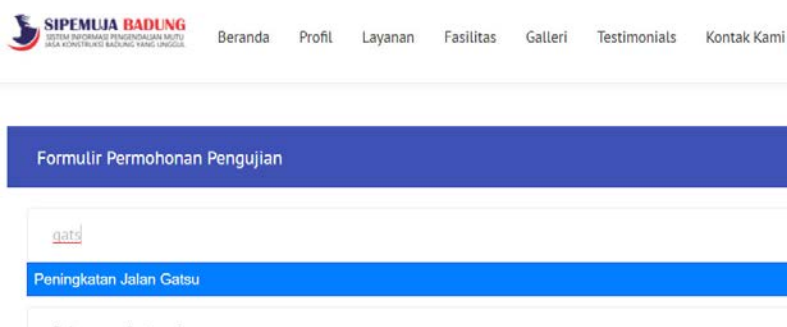 SIPEMUJA BADUNG
SISTEM INFORMASI PENGENDALIAN MUTU
JASA KONSTRUKSI BADUNG YANG UNGGUL
Beranda Profil Layanan Fasilitas Galleri Testimonials Kontak Kami
Formulir Permohonan Pengujian
gats
Peningkatan Jalan Gatsu